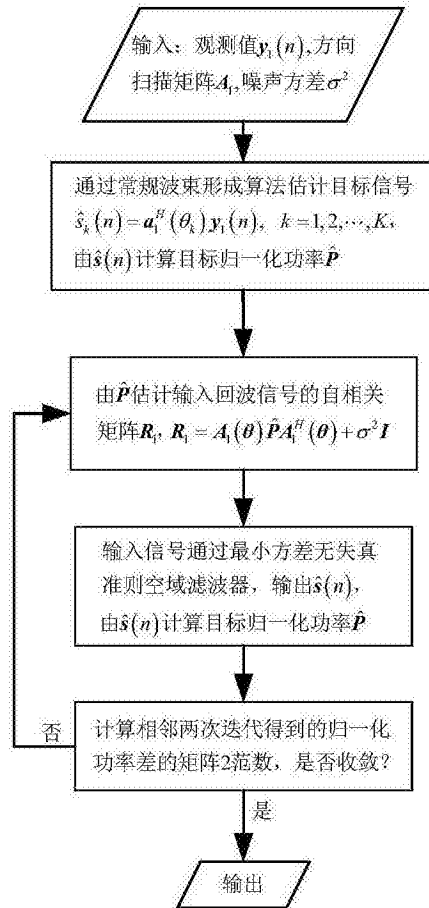 输入：观测值y₁(n),方向
扫描矩阵A₁,噪声方差σ²
通过常规波束形成算法估计目标信号
ŝₖ(n)=a₁ᴴ(θₖ)y₁(n), k=1,2,⋯,K,
由ŝ(n)计算目标归一化功率P̂
由P̂估计输入回波信号的自相关
矩阵R₁, R₁=A₁(θ)P̂A₁ᴴ(θ)+σ²I
输入信号通过最小方差无失真
准则空域滤波器，输出ŝ(n),
由ŝ(n)计算目标归一化功率P̂
否
计算相邻两次迭代得到的归一化
功率差的矩阵2范数，是否收敛?
是
输出